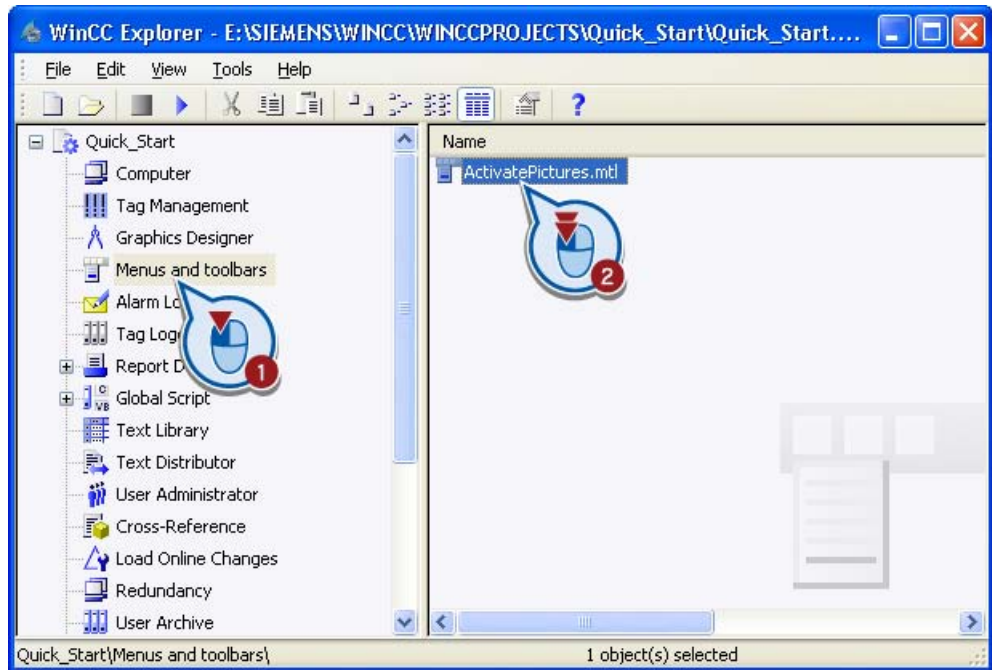 WinCC Explorer - E:\SIEMENS\WINCC\WINCCPROJECTS\Quick_Start\Quick_Start....
File Edit View Tools Help
Quick_Start
Computer
Tag Management
Graphics Designer
Menus and toolbars
Alarm Lo
Tag Log
Report D
Global Script
Text Library
Text Distributor
User Administrator
Cross-Reference
Load Online Changes
Redundancy
User Archive
Name
ActivatePictures.mtl
1
2
Quick_Start\Menus and toolbars\ 1 object(s) selected